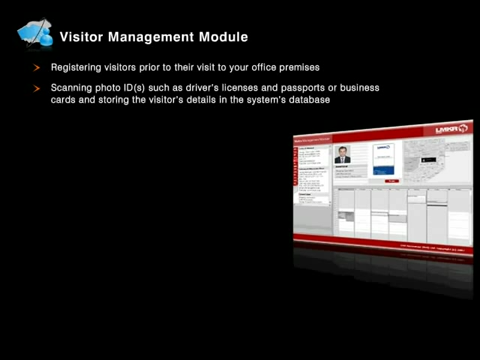 Visitor Management Module
Registering visitors prior to their visit to your office premises
Scanning photo ID(s) such as driver's licenses and passports or business
cards and storing the visitor's details in the system's database
LMKR